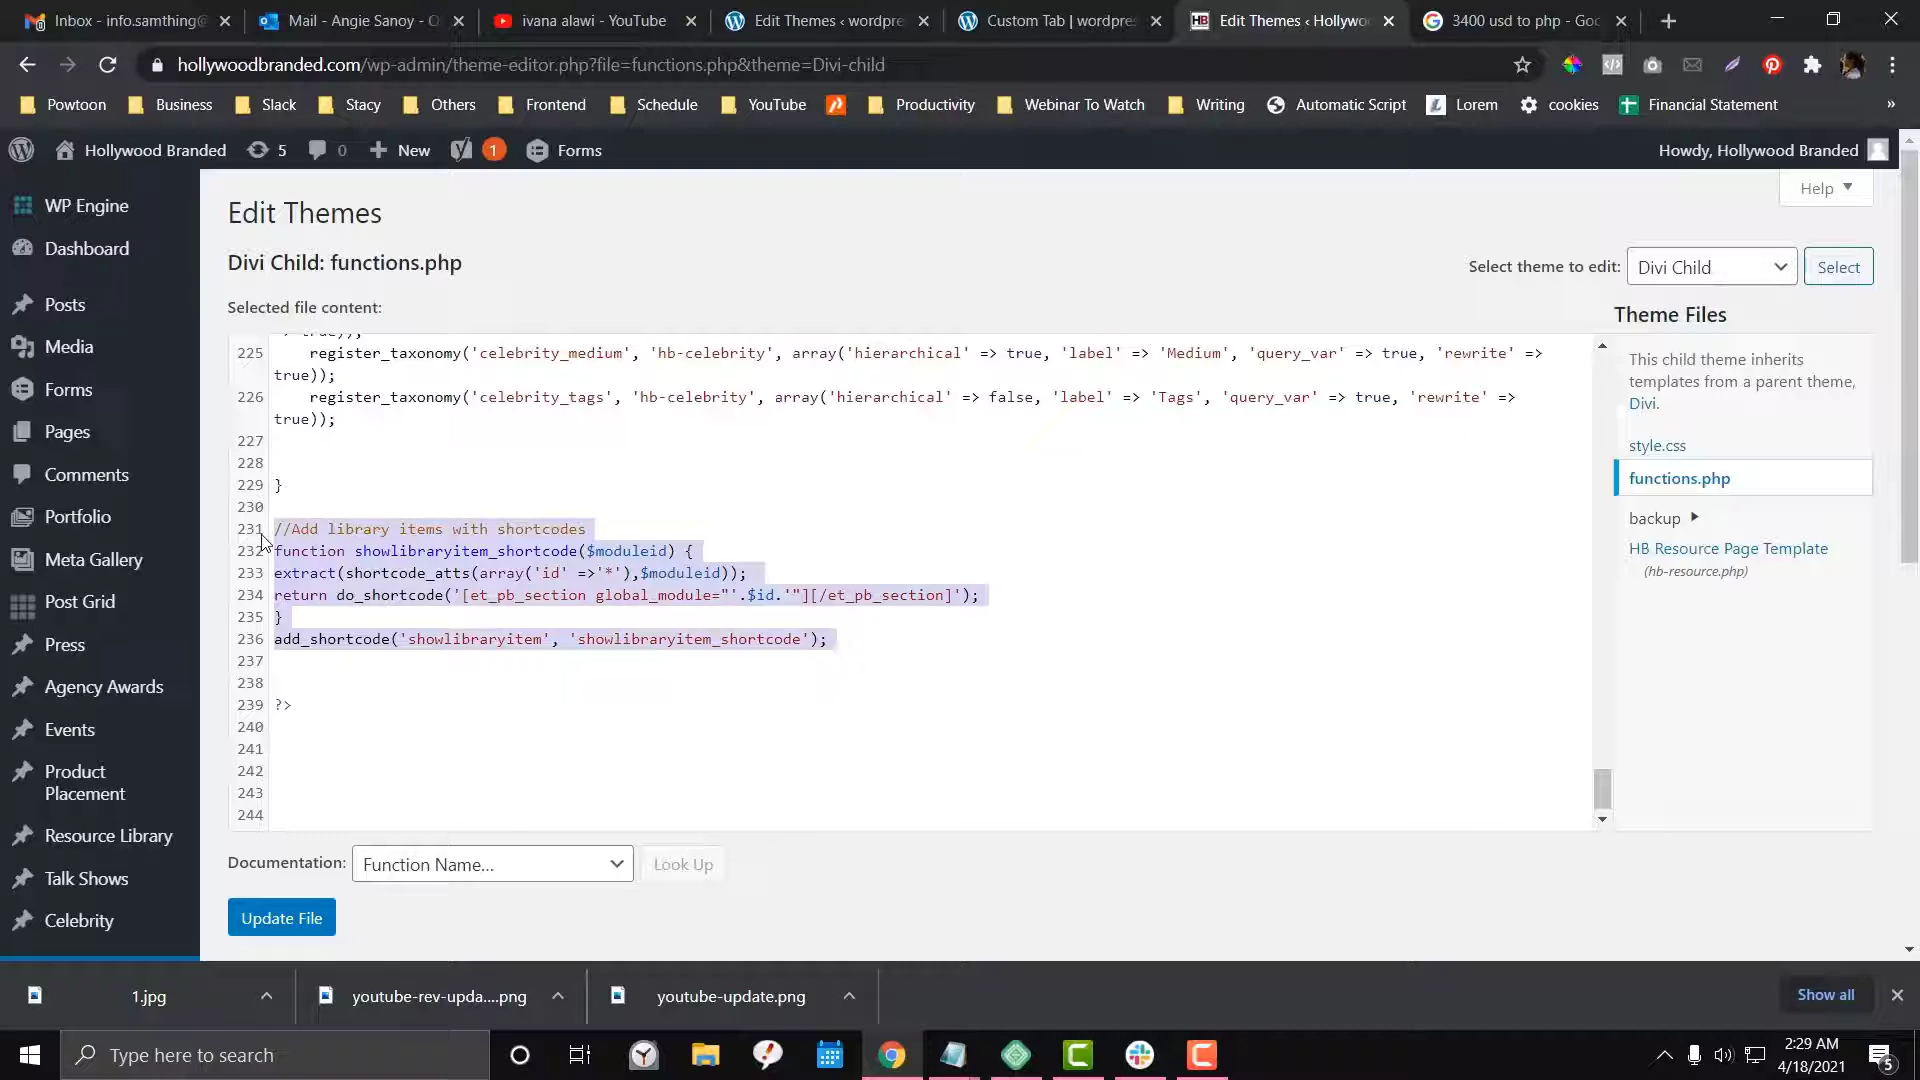 Inbox - info.samthing@
Mail - Angie Sanoy - O
ivana alawi - YouTube
Edit Themes ‹ wordpre
Custom Tab | wordpres
HB Edit Themes ‹ Hollywo
3400 usd to php - Goo
hollywoodbranded.com/wp-admin/theme-editor.php?file=functions.php&theme=Divi-child
Powtoon Business Slack Stacy Others Frontend Schedule YouTube Productivity Webinar To Watch Writing Automatic Script Lorem cookies Financial Statement »
Hollywood Branded 5 0 New 1 Forms Howdy, Hollywood Branded
WP Engine
Dashboard
Posts
Media
Forms
Pages
Comments
Portfolio
Meta Gallery
Post Grid
Press
Agency Awards
Events
Product
Placement
Resource Library
Talk Shows
Celebrity
Help
Edit Themes
Divi Child: functions.php
Select theme to edit: Divi Child Select
Selected file content:
225 register_taxonomy('celebrity_medium', 'hb-celebrity', array('hierarchical' => true, 'label' => 'Medium', 'query_var' => true, 'rewrite' =>
true));
226 register_taxonomy('celebrity_tags', 'hb-celebrity', array('hierarchical' => false, 'label' => 'Tags', 'query_var' => true, 'rewrite' =>
true));
227
228
229 }
230
231 //Add library items with shortcodes
232 function showlibraryitem_shortcode($moduleid) {
233 extract(shortcode_atts(array('id' =>'*'),$moduleid));
234 return do_shortcode('[et_pb_section global_module="'.$id.'"][/et_pb_section]');
235 }
236 add_shortcode('showlibraryitem', 'showlibraryitem_shortcode');
237
238
239 ?>
240
241
242
243
244
Theme Files
This child theme inherits
templates from a parent theme,
Divi.
style.css
functions.php
backup
HB Resource Page Template
(hb-resource.php)
Documentation: Function Name... Look Up
Update File
1.jpg
youtube-rev-upda....png
youtube-update.png
Show all
Type here to search
2:29 AM
4/18/2021
5